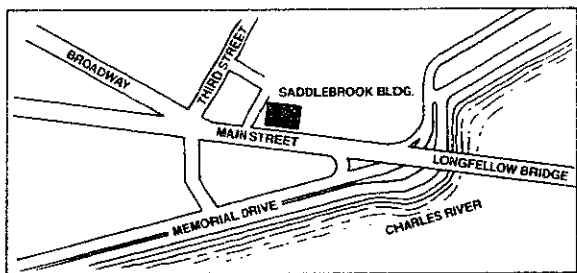 BROADWAY
THIRD STREET
SADDLEBROOK BLDG.
MAIN STREET
LONGFELLOW BRIDGE
MEMORIAL DRIVE
CHARLES RIVER